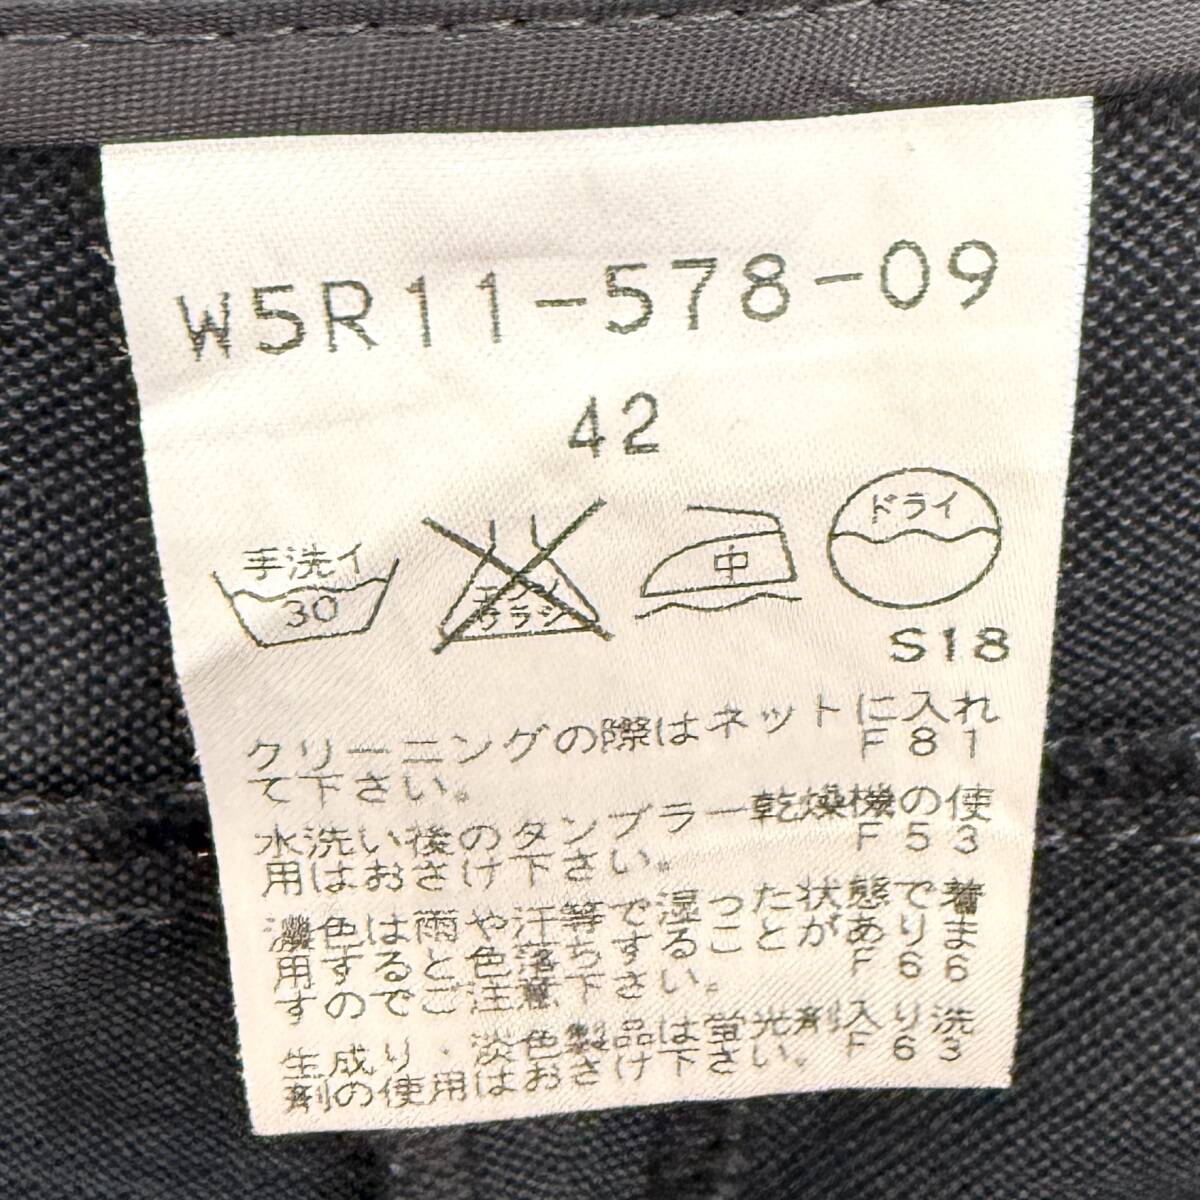 W5R11-578-09
42
手洗イ
30
エンソ
サラシ
中
ドライ
S18
クリーニングの際はネットに入れ
て下さい。
F81
水洗い後のタンブラー乾燥機の使
用はおさけ下さい。
F53
濃色は雨や汗等で湿った状態で着
用すると色落ちすることがありま
すのでご注意下さい。
F66
生成り・淡色製品は蛍光剤入り洗
剤の使用はおさけ下さい。
F63